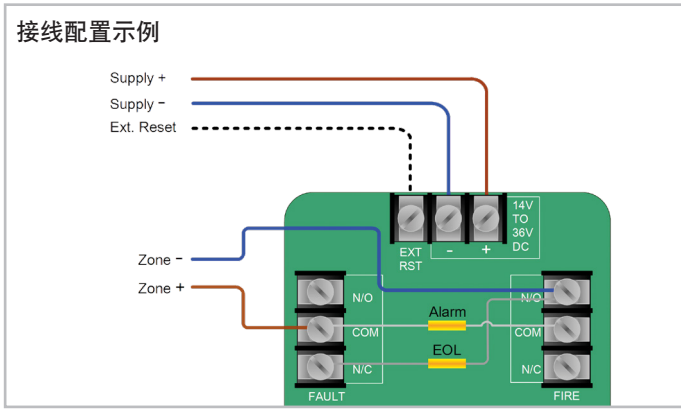 接线配置示例
Supply +
Supply -
Ext. Reset
14V
TO
36V
DC
EXT
RST
- +
Zone -
Zone +
N/O
N/O
Alarm
COM
COM
EOL
N/C
N/C
FAULT
FIRE